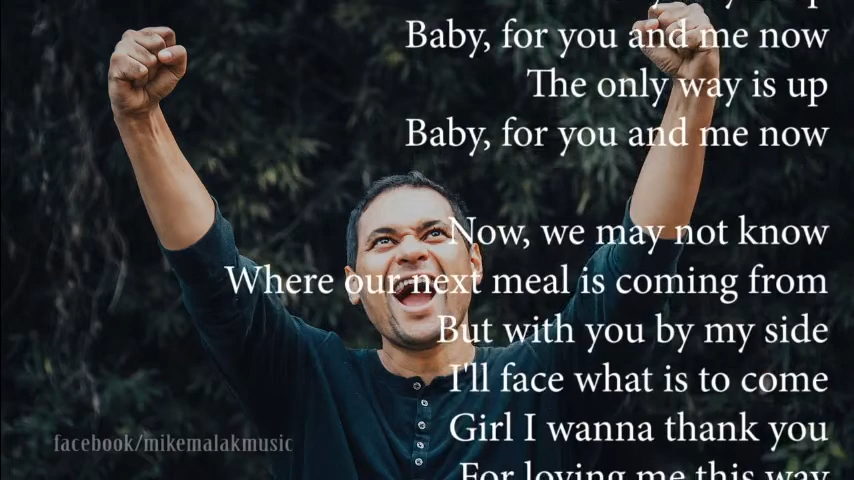 Baby, for you and me now
The only way is up
Baby, for you and me now
Now, we may not know
Where our next meal is coming from
But with you by my side
I'll face what is to come
Girl I wanna thank you
For loving me this way
facebook/mikemalakmusic